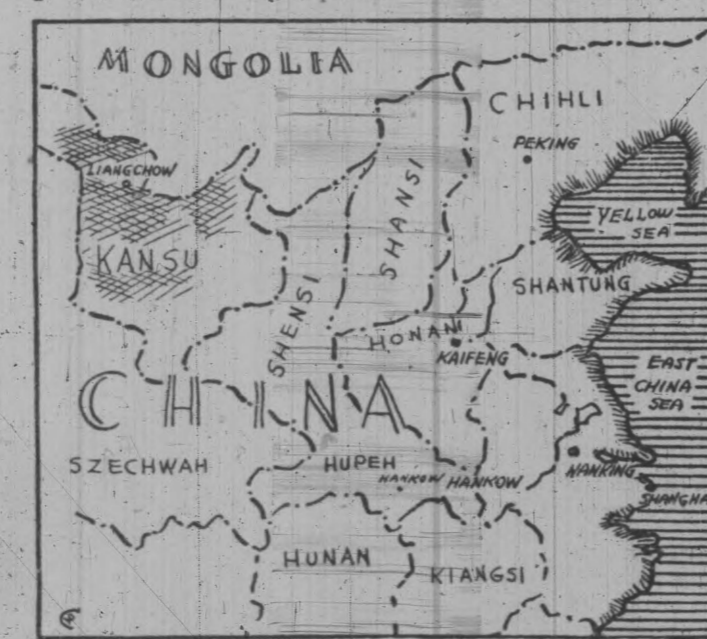 MONGOLIA
CHIHLI
PEKING
LIANGCHOW
YELLOW
SEA
KANSU
SHENSI
SHANSI
SHANTUNG
HONAN
KAIFENG
EAST
CHINA
SEA
CHINA
SZECHWAH
HUPEH
HANKOW
HANKOW
NANKING
SHANGHA
HUNAN
KIANGSI